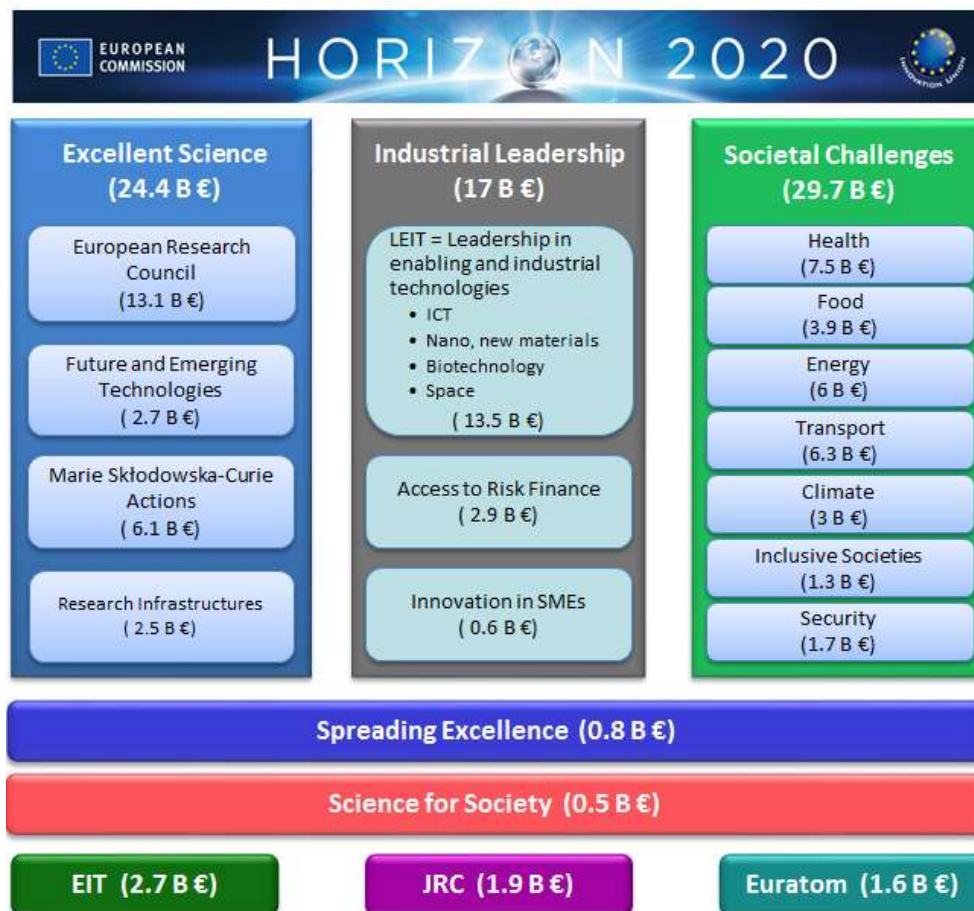 EUROPEAN
COMMISSION
HORIZON 2020
INNOVATION UNION
Excellent Science
(24.4 B €)
European Research
Council
(13.1 B €)
Future and Emerging
Technologies
( 2.7 B €)
Marie Skłodowska-Curie
Actions
( 6.1 B €)
Research Infrastructures
( 2.5 B €)
Industrial Leadership
(17 B €)
LEIT = Leadership in
enabling and industrial
technologies
• ICT
• Nano, new materials
• Biotechnology
• Space
( 13.5 B €)
Access to Risk Finance
( 2.9 B €)
Innovation in SMEs
( 0.6 B €)
Societal Challenges
(29.7 B €)
Health
(7.5 B €)
Food
(3.9 B €)
Energy
(6 B €)
Transport
(6.3 B €)
Climate
(3 B €)
Inclusive Societies
(1.3 B €)
Security
(1.7 B €)
Spreading Excellence (0.8 B €)
Science for Society (0.5 B €)
EIT (2.7 B €)
JRC (1.9 B €)
Euratom (1.6 B €)